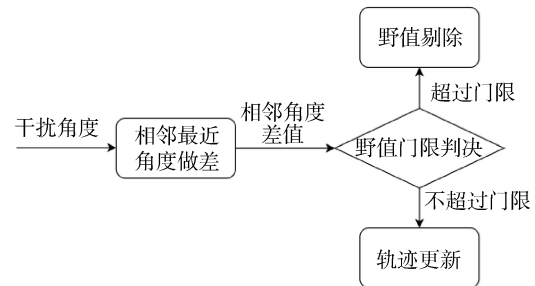 野值剔除
超过门限
干扰角度
相邻最近
角度做差
相邻角度
差值
野值门限判决
不超过门限
轨迹更新